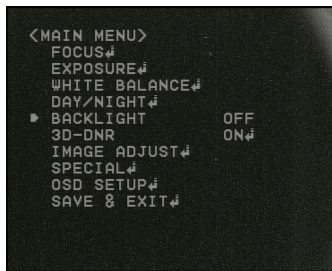 <MAIN MENU>
FOCUS↲
EXPOSURE↲
WHITE BALANCE↲
DAY/NIGHT↲
▶ BACKLIGHT OFF
3D-DNR ON↲
IMAGE ADJUST↲
SPECIAL↲
OSD SETUP↲
SAVE & EXIT↲